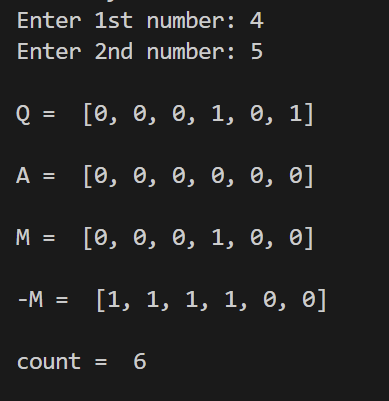 Enter 1st number: 4
Enter 2nd number: 5
Q =  [0, 0, 0, 1, 0, 1]
A =  [0, 0, 0, 0, 0, 0]
M =  [0, 0, 0, 1, 0, 0]
-M =  [1, 1, 1, 1, 0, 0]
count =  6